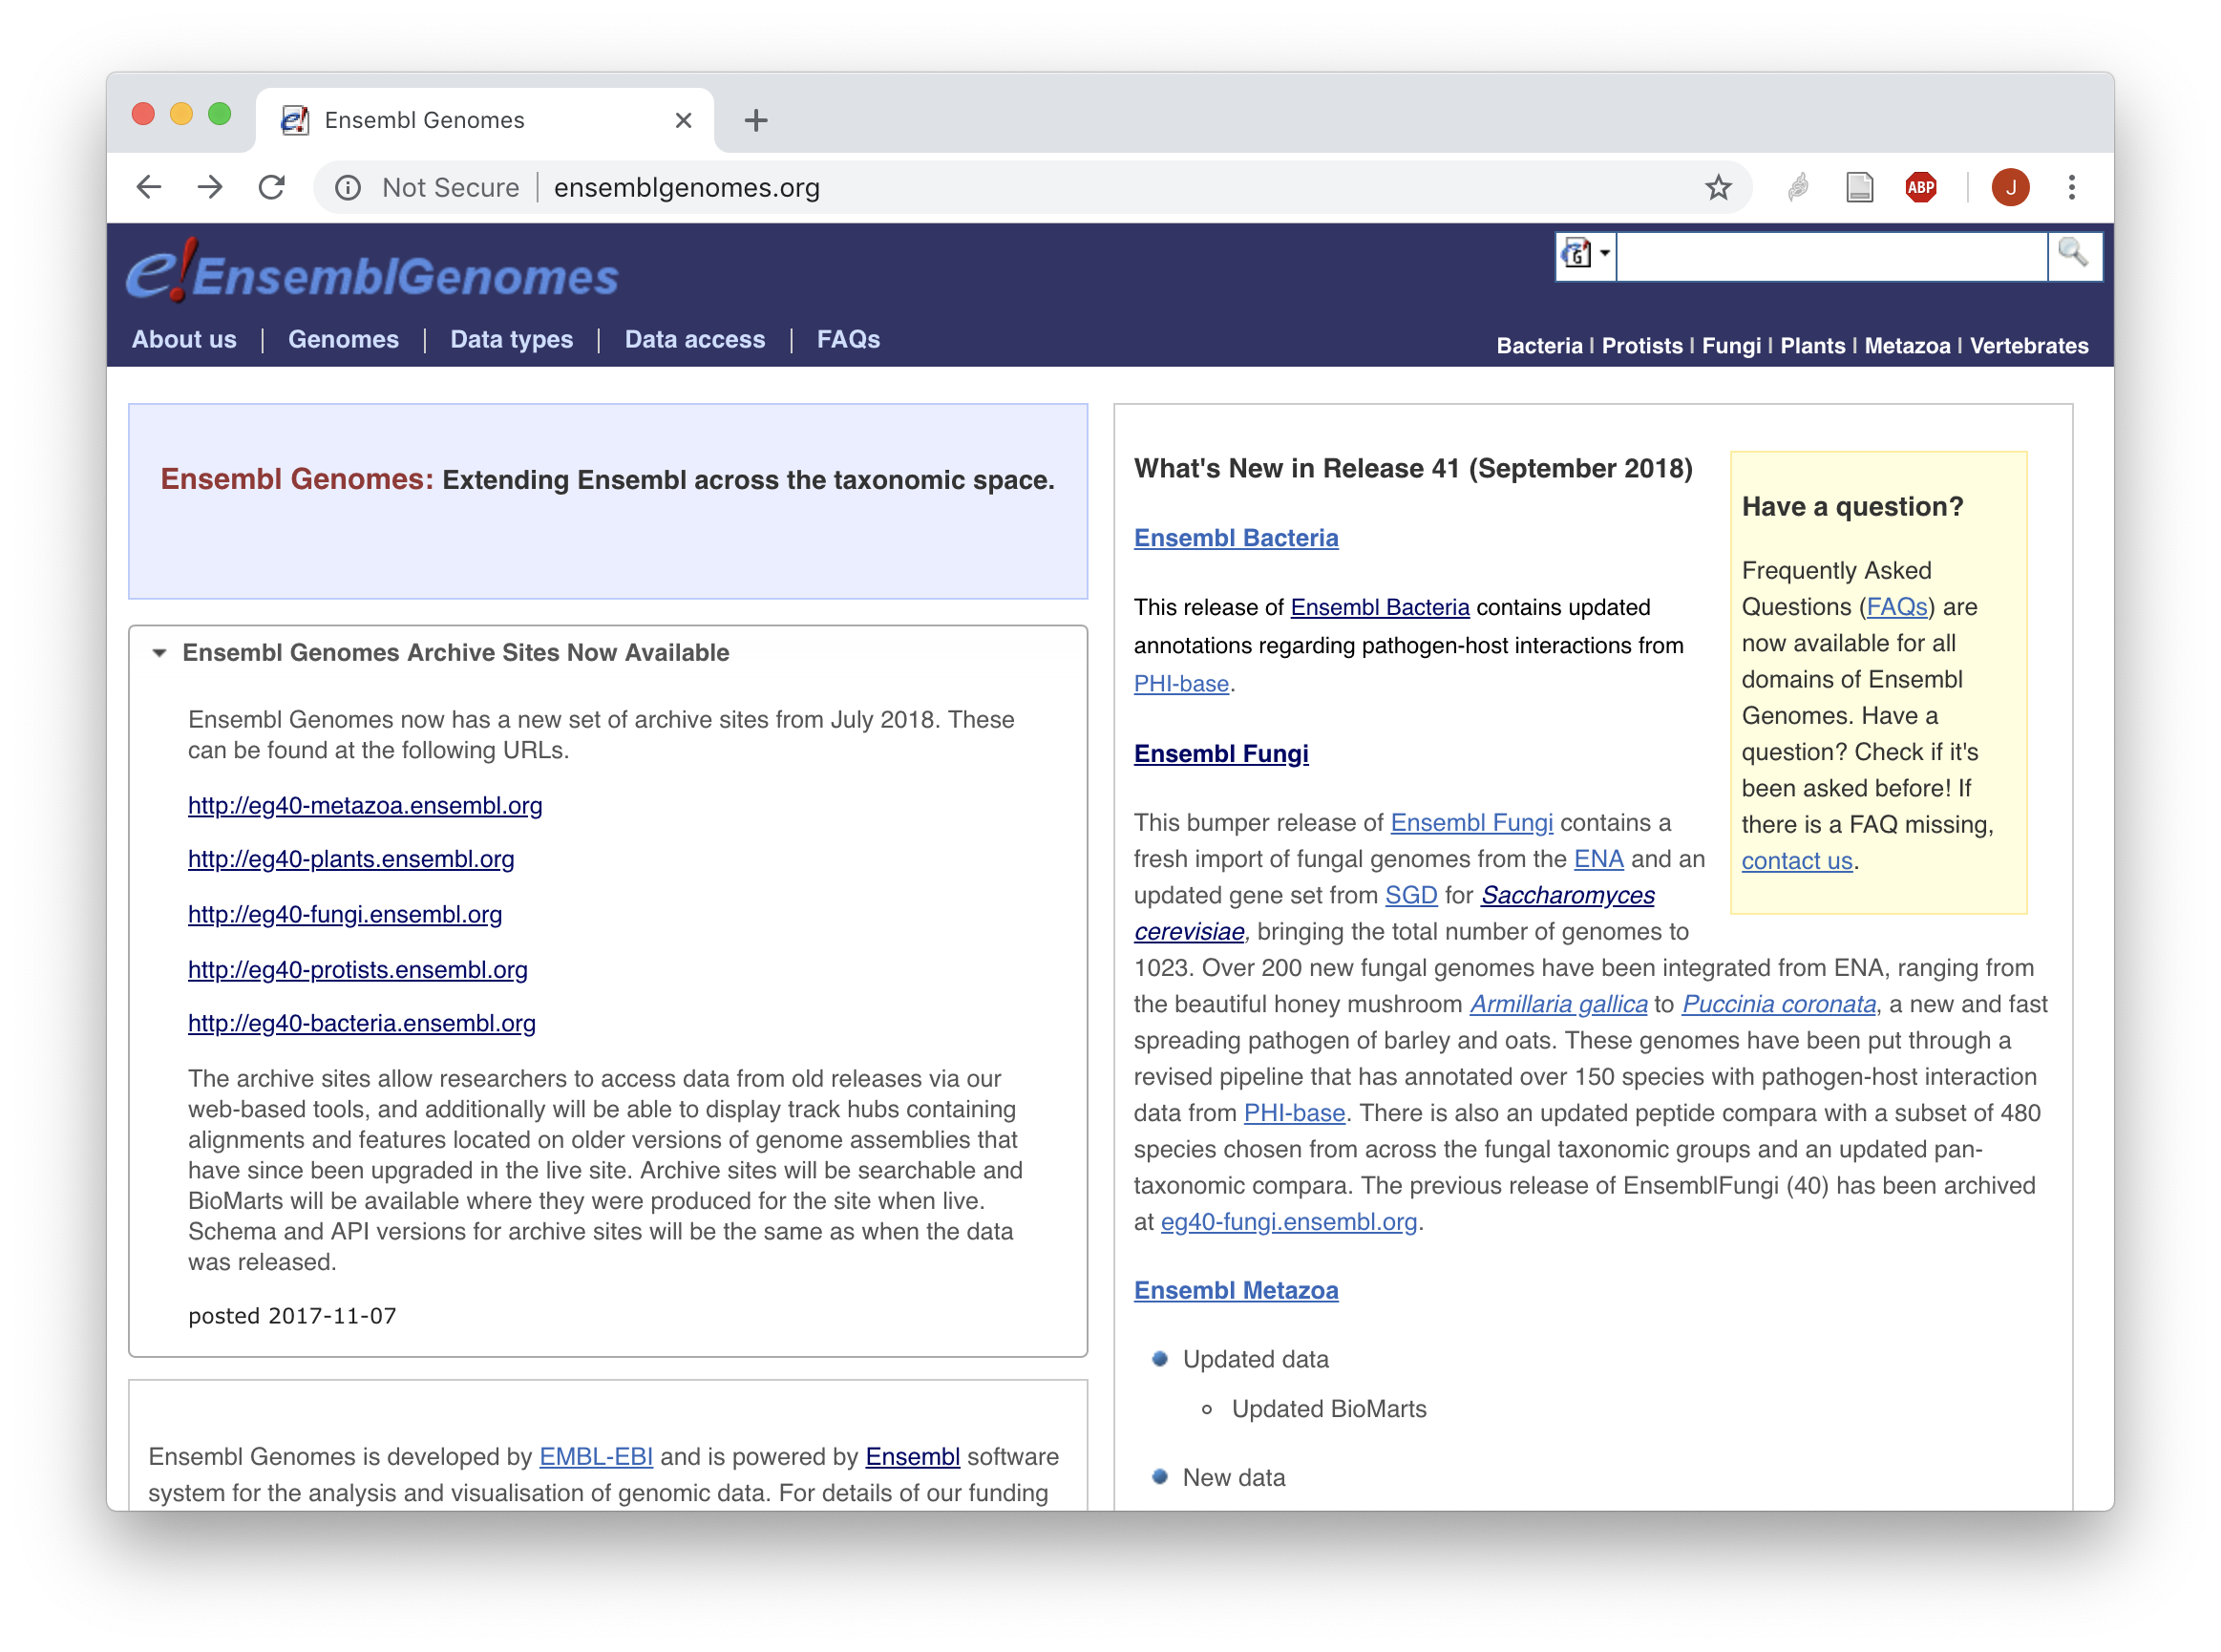 Ensembl Genomes
Not Secure
ensemblgenomes.org
ABP
J
e!EnsemblGenomes
G
About us | Genomes | Data types | Data access | FAQs
Bacteria | Protists | Fungi | Plants | Metazoa | Vertebrates
Ensembl Genomes: Extending Ensembl across the taxonomic space.
Ensembl Genomes Archive Sites Now Available
Ensembl Genomes now has a new set of archive sites from July 2018. These
can be found at the following URLs.
http://eg40-metazoa.ensembl.org
http://eg40-plants.ensembl.org
http://eg40-fungi.ensembl.org
http://eg40-protists.ensembl.org
http://eg40-bacteria.ensembl.org
The archive sites allow researchers to access data from old releases via our
web-based tools, and additionally will be able to display track hubs containing
alignments and features located on older versions of genome assemblies that
have since been upgraded in the live site. Archive sites will be searchable and
BioMarts will be available where they were produced for the site when live.
Schema and API versions for archive sites will be the same as when the data
was released.
posted 2017-11-07
Ensembl Genomes is developed by EMBL-EBI and is powered by Ensembl software
system for the analysis and visualisation of genomic data. For details of our funding
What's New in Release 41 (September 2018)
Ensembl Bacteria
This release of Ensembl Bacteria contains updated
annotations regarding pathogen-host interactions from
PHI-base.
Ensembl Fungi
This bumper release of Ensembl Fungi contains a
fresh import of fungal genomes from the ENA and an
updated gene set from SGD for Saccharomyces
cerevisiae, bringing the total number of genomes to
1023. Over 200 new fungal genomes have been integrated from ENA, ranging from
the beautiful honey mushroom Armillaria gallica to Puccinia coronata, a new and fast
spreading pathogen of barley and oats. These genomes have been put through a
revised pipeline that has annotated over 150 species with pathogen-host interaction
data from PHI-base. There is also an updated peptide compara with a subset of 480
species chosen from across the fungal taxonomic groups and an updated pan-
taxonomic compara. The previous release of EnsemblFungi (40) has been archived
at eg40-fungi.ensembl.org.
Ensembl Metazoa
Updated data
Updated BioMarts
New data
Have a question?
Frequently Asked
Questions (FAQs) are
now available for all
domains of Ensembl
Genomes. Have a
question? Check if it's
been asked before! If
there is a FAQ missing,
contact us.